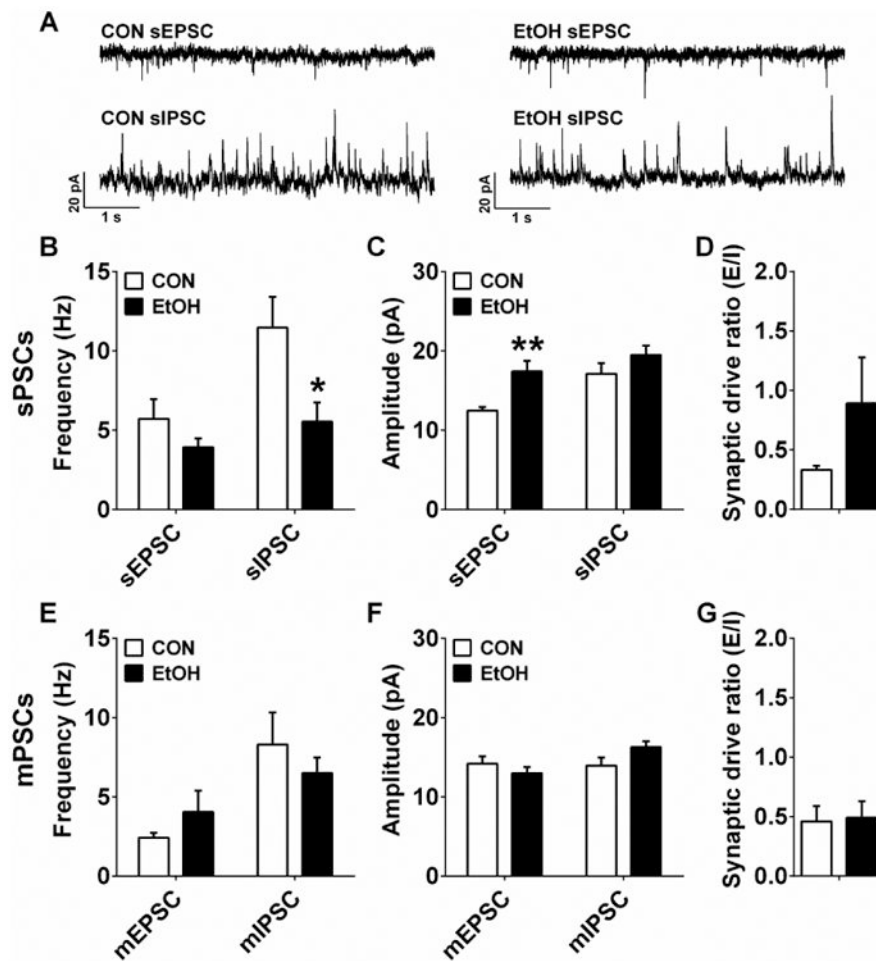 A
CON sEPSC
EtOH sEPSC
CON sIPSC
EtOH sIPSC
20 pA
1 s
20 pA
1 s
sPSCs
B
Frequency (Hz)
15
10
5
0
CON
EtOH
*
sEPSC
sIPSC
C
Amplitude (pA)
30
20
10
0
CON
EtOH
**
sEPSC
sIPSC
D
Synaptic drive ratio (E/I)
2.0
1.5
1.0
0.5
0.0
mPSCs
E
Frequency (Hz)
15
10
5
0
CON
EtOH
mEPSC
mIPSC
F
Amplitude (pA)
30
20
10
0
CON
EtOH
mEPSC
mIPSC
G
Synaptic drive ratio (E/I)
2.0
1.5
1.0
0.5
0.0